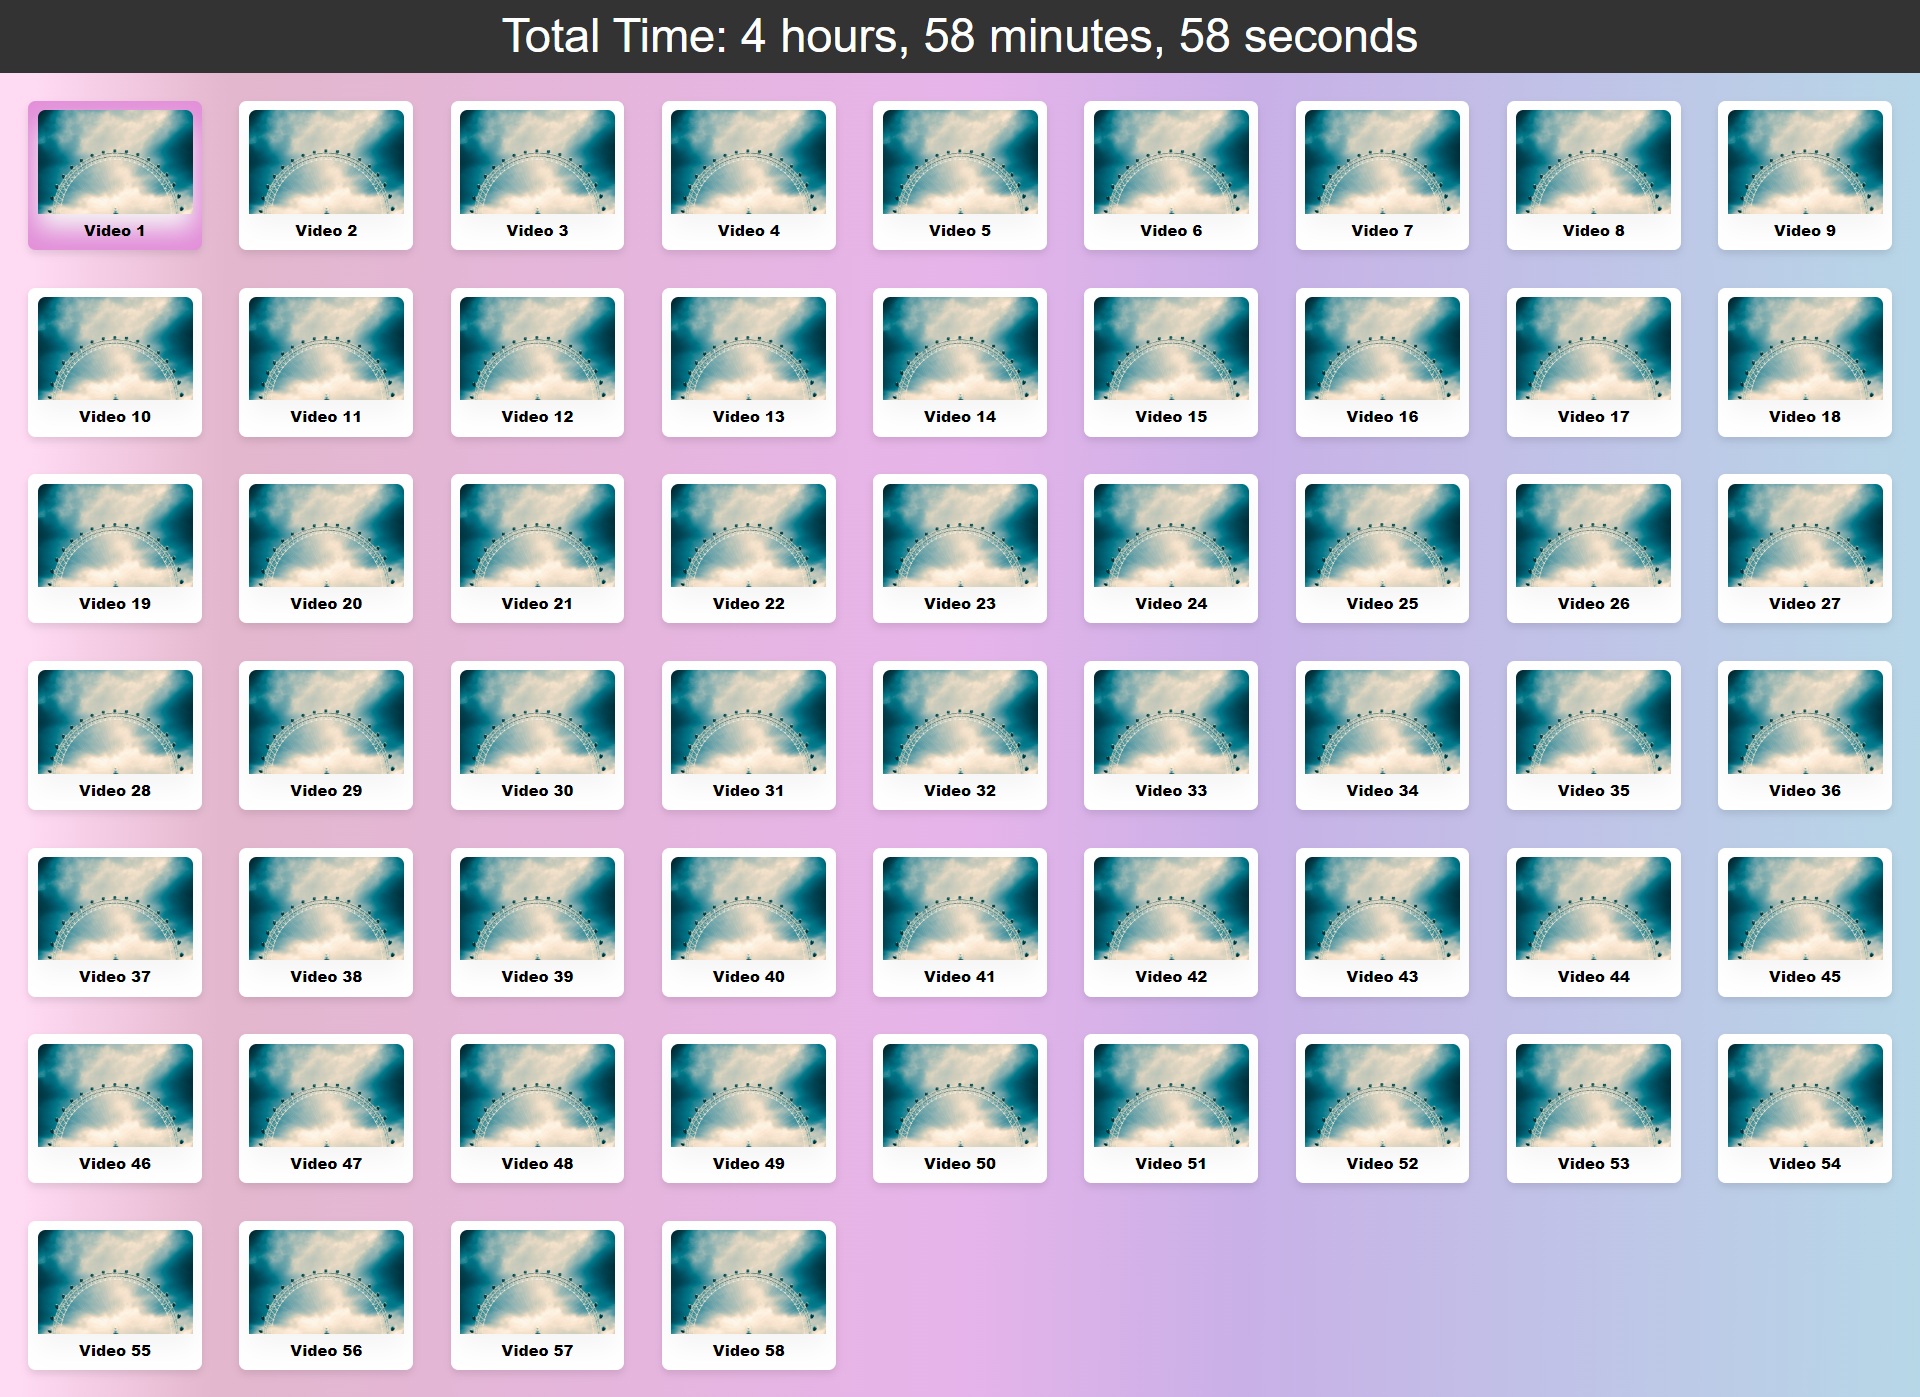 Total Time: 4 hours, 58 minutes, 58 seconds
Video 1
Video 2
Video 3
Video 4
Video 5
Video 6
Video 7
Video 8
Video 9
Video 10
Video 11
Video 12
Video 13
Video 14
Video 15
Video 16
Video 17
Video 18
Video 19
Video 20
Video 21
Video 22
Video 23
Video 24
Video 25
Video 26
Video 27
Video 28
Video 29
Video 30
Video 31
Video 32
Video 33
Video 34
Video 35
Video 36
Video 37
Video 38
Video 39
Video 40
Video 41
Video 42
Video 43
Video 44
Video 45
Video 46
Video 47
Video 48
Video 49
Video 50
Video 51
Video 52
Video 53
Video 54
Video 55
Video 56
Video 57
Video 58